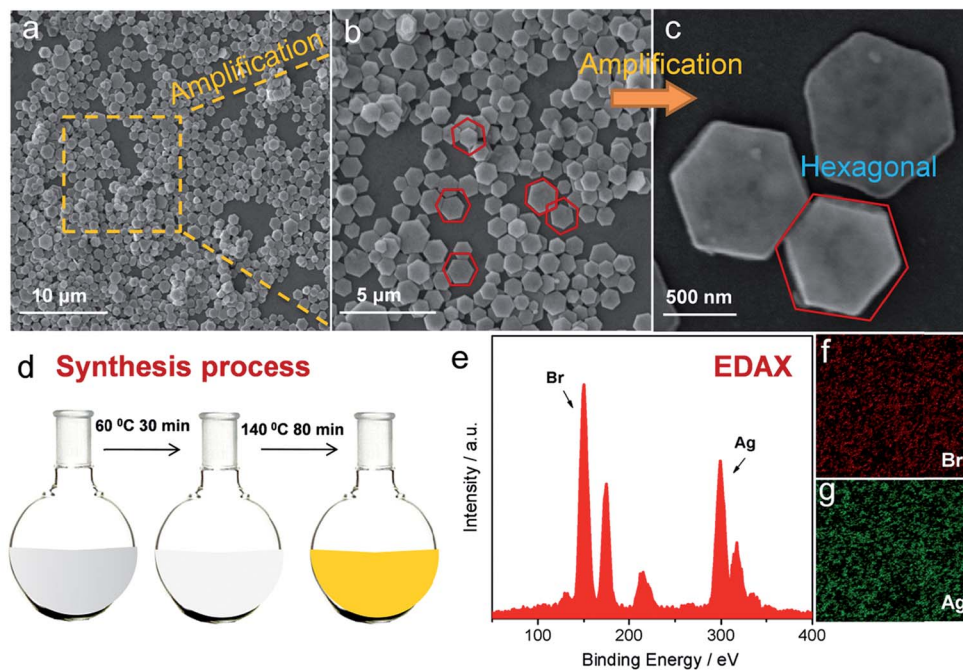 a
Amplification
10 µm
b
Amplification
5 µm
c
Hexagonal
500 nm
d
Synthesis process
60 ⁰C 30 min
140 ⁰C 80 min
e
EDAX
Br
Ag
Intensity / a.u.
100
200
300
400
Binding Energy / eV
f
Br
g
Ag